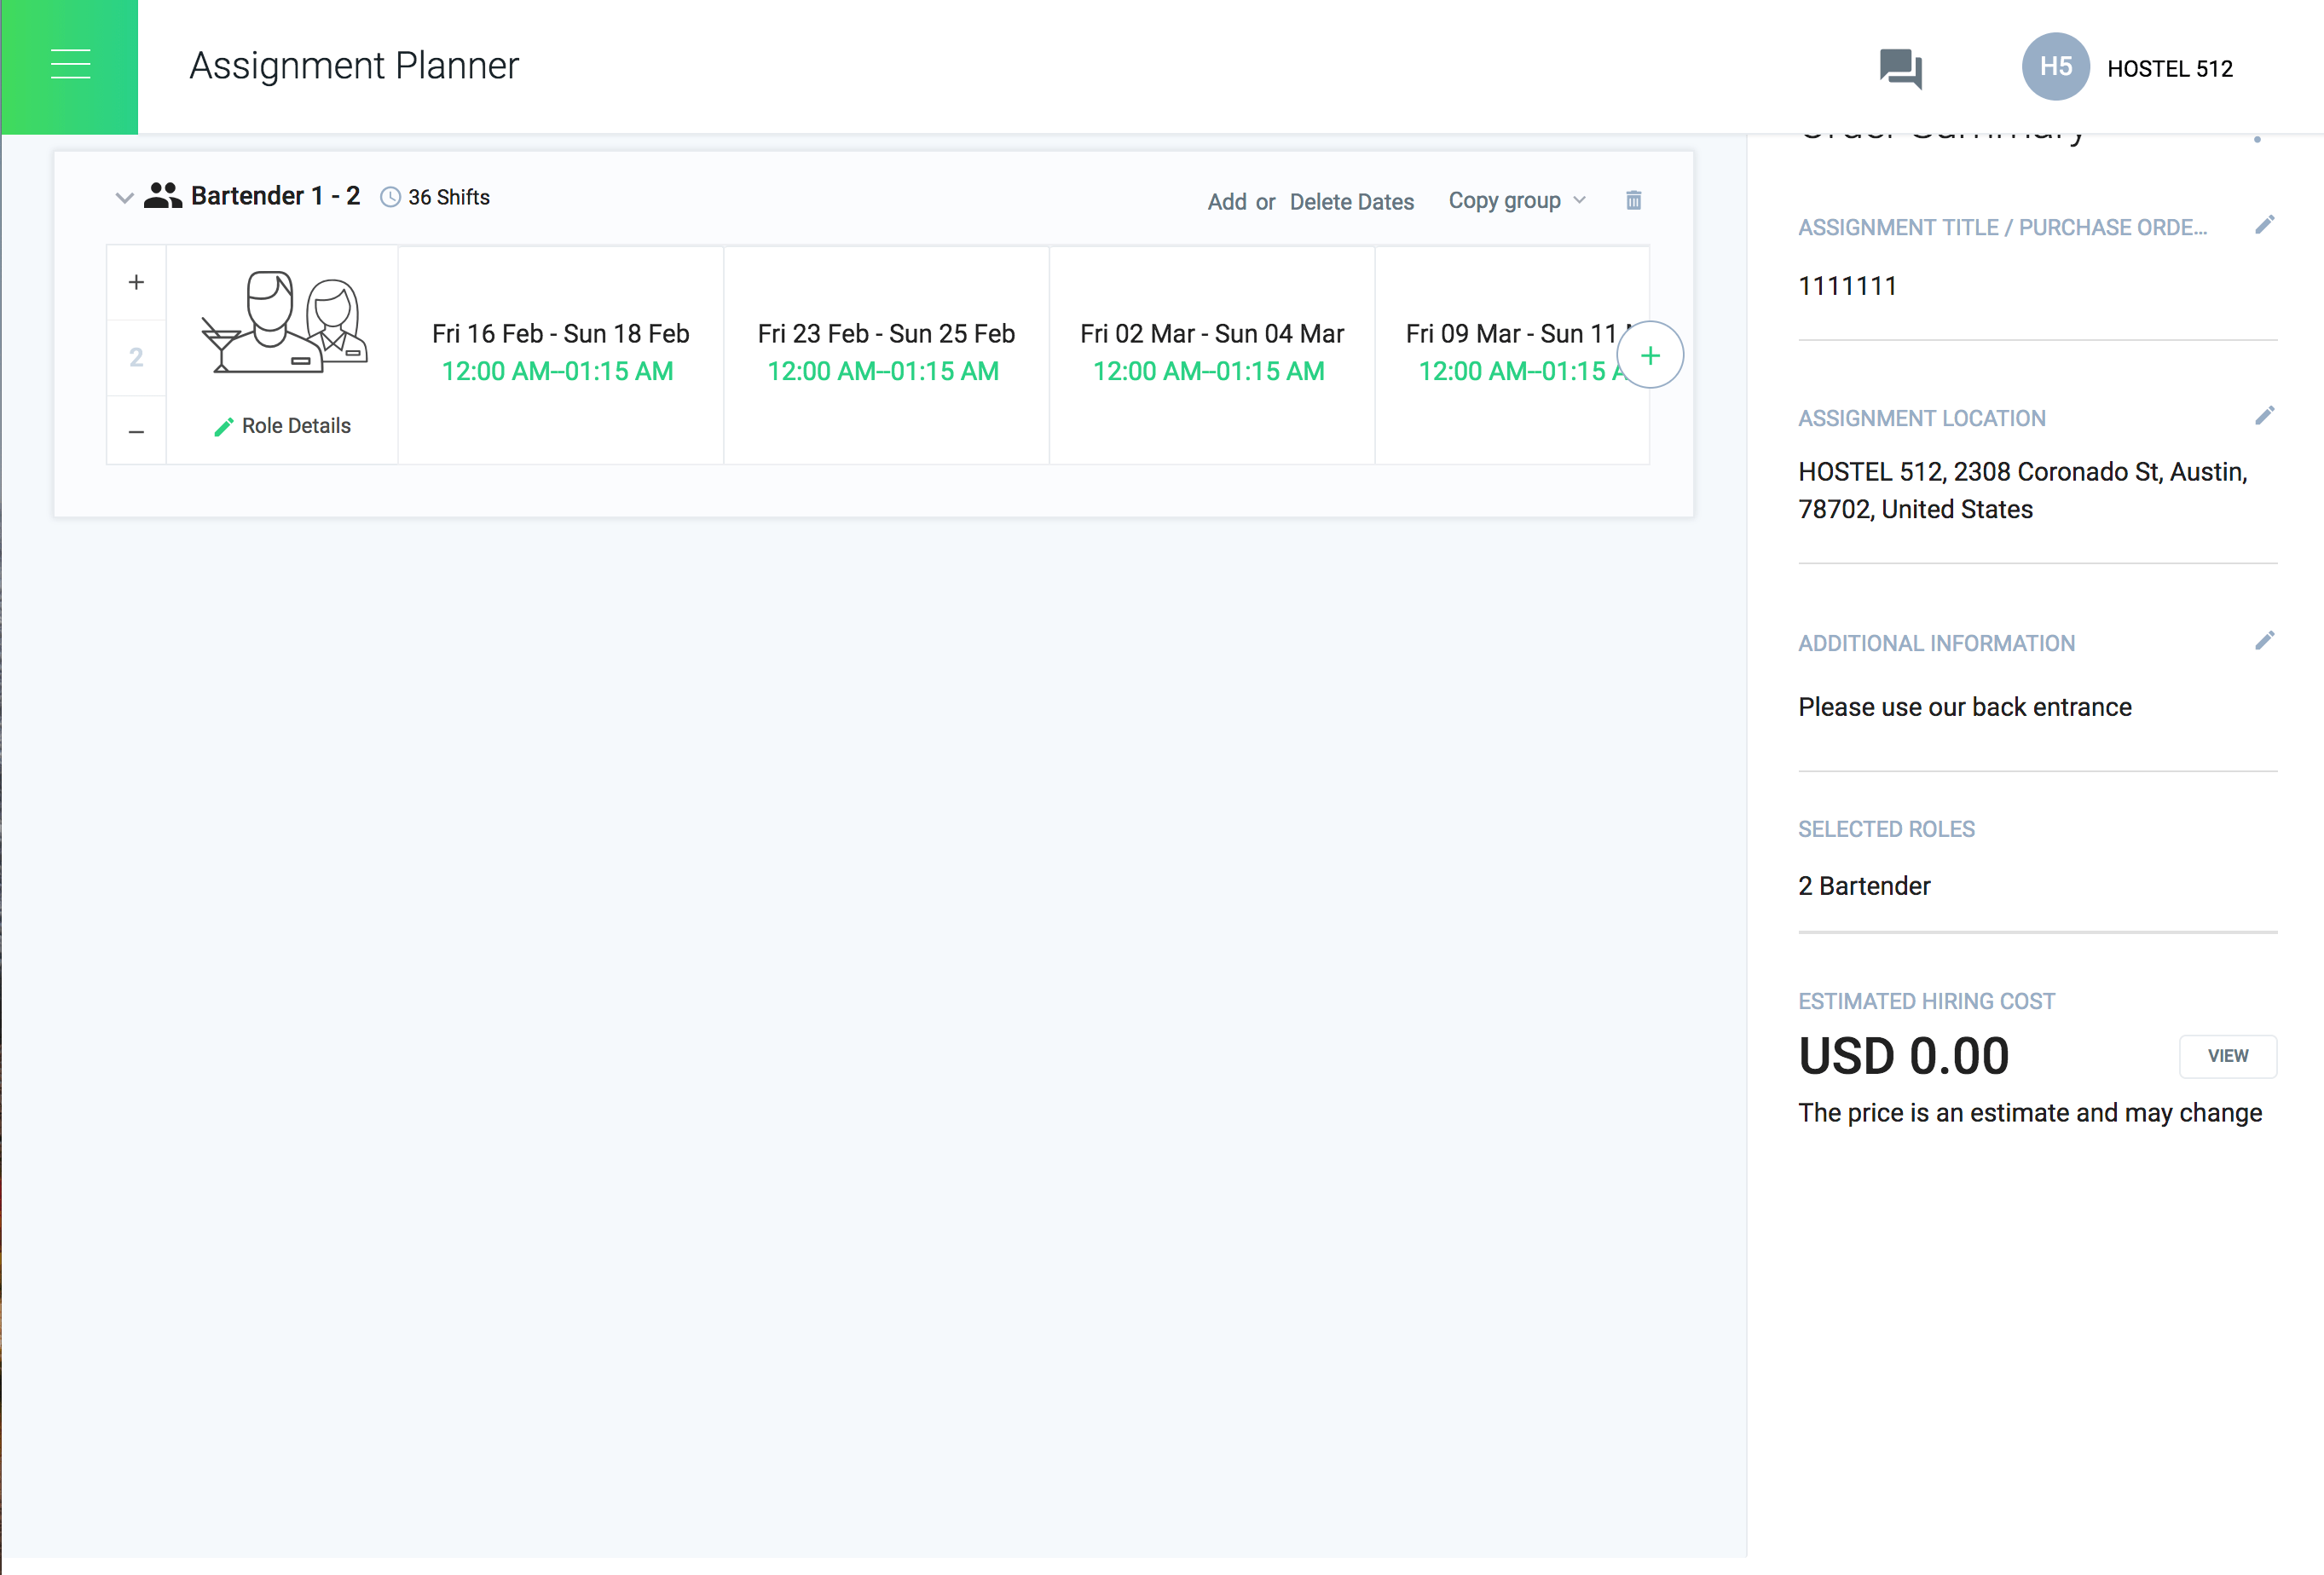 Assignment Planner
H5 HOSTEL 512
Bartender 1 - 2 36 Shifts
Add or Delete Dates Copy group
+
2
−
Role Details
Fri 16 Feb - Sun 18 Feb
12:00 AM–01:15 AM
Fri 23 Feb - Sun 25 Feb
12:00 AM–01:15 AM
Fri 02 Mar - Sun 04 Mar
12:00 AM–01:15 AM
Fri 09 Mar - Sun 11
12:00 AM–01:15 A
+
Order Summary
ASSIGNMENT TITLE / PURCHASE ORDE...
1111111
ASSIGNMENT LOCATION
HOSTEL 512, 2308 Coronado St, Austin,
78702, United States
ADDITIONAL INFORMATION
Please use our back entrance
SELECTED ROLES
2 Bartender
ESTIMATED HIRING COST
USD 0.00
VIEW
The price is an estimate and may change